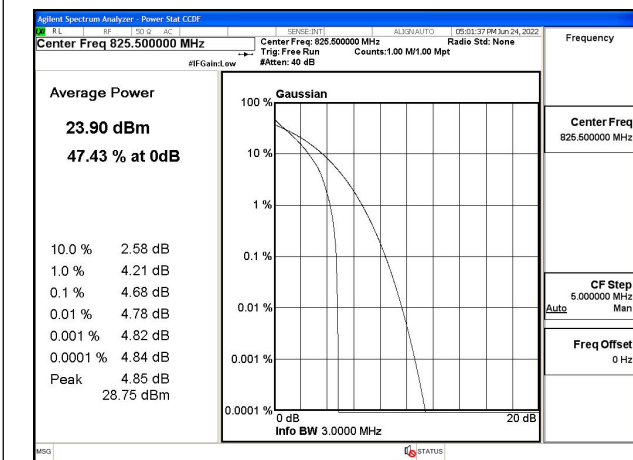 Agilent Spectrum Analyzer - Power Stat CCDF
RL RF 50 Ω AC SENSE:INT ALIGNAUTO 05:01:37 PM Jun 24, 2022
Center Freq 825.500000 MHz
Center Freq: 825.500000 MHz Radio Std: None
Trig: Free Run Counts:1.00 M/1.00 Mpt
#IFGain:Low #Atten: 40 dB
Frequency
Average Power
23.90 dBm
47.43 % at 0dB
10.0 % 2.58 dB
1.0 % 4.21 dB
0.1 % 4.68 dB
0.01 % 4.78 dB
0.001 % 4.82 dB
0.0001 % 4.84 dB
Peak 4.85 dB
28.75 dBm
Gaussian
100 %
10 %
1 %
0.1 %
0.01 %
0.001 %
0.0001 %
0 dB 20 dB
Info BW 3.0000 MHz
Center Freq
825.500000 MHz
CF Step
5.000000 MHz
Auto Man
Freq Offset
0 Hz
MSG STATUS